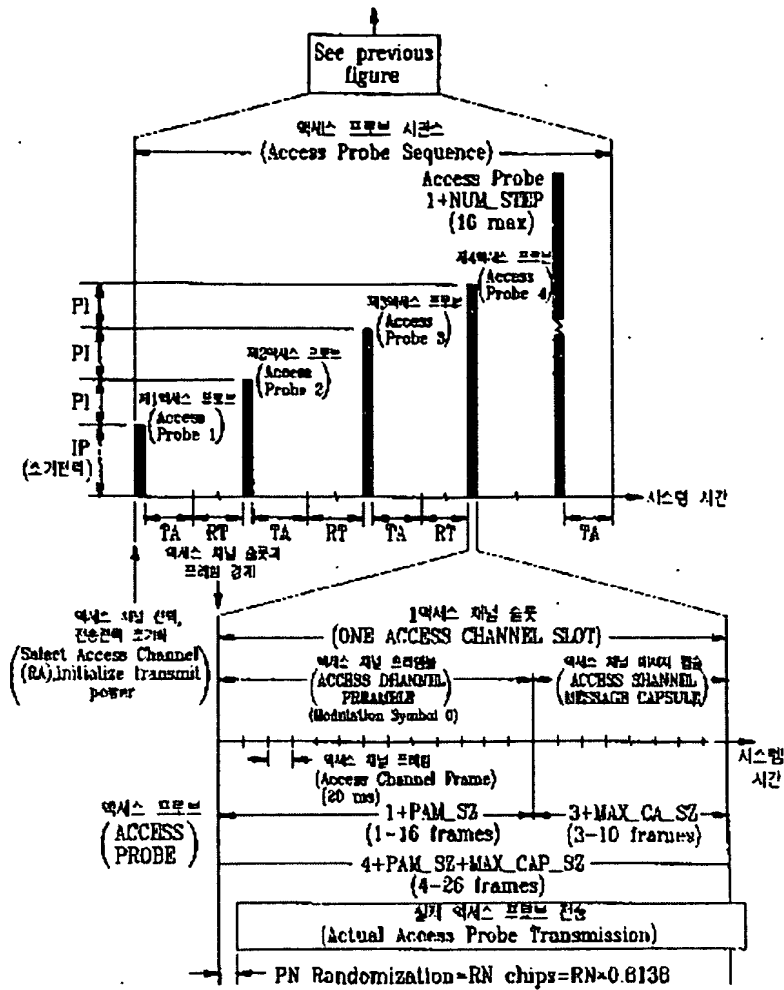 See previous
figure
액세스 프로브 시퀀스
(Access Probe Sequence)
Access Probe
1+NUM_STEP
(16 max)
제4액세스 프로브
(Access
Probe 4)
PI
제3액세스 프로브
(Access
Probe 3)
PI
제2액세스 프로브
(Access
Probe 2)
PI
제1액세스 프로브
(Access
Probe 1)
IP
(초기전력)
시스템 시간
TA RT TA RT TA RT TA
액세스 채널 슬롯과
프레임 경계
액세스 채널 선택,
전송전력 초기화
(Select Access Channel
(RA),initialize transmit
power)
1액세스 채널 슬롯
(ONE ACCESS CHANNEL SLOT)
액세스 채널 프리앰블
(ACCESS DHANNEL
PREAMBLE)
(Modulation Symbol 0)
액세스 채널 메시지 캡슐
(ACCESS SHANNEL
MESSAGE CAPSULE)
시스템
시간
액세스 채널 프레임
(Access Channel Frame)
(20 ms)
액세스 프로브
(ACCESS
PROBE)
1+PAM_SZ
(1-16 frames)
3+MAX_CA_SZ
(3-10 frames)
4+PAM_SZ+MAX_CAP_SZ
(4-26 frames)
실제 액세스 프로브 전송
(Actual Access Probe Transmission)
PN Randomization=RN chips=RN×0.8138